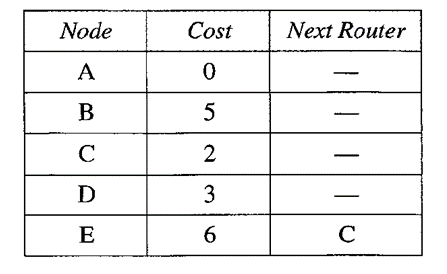 Node Cost Next Router
A 0 —
B 5 —
C 2 —
D 3 —
E 6 C